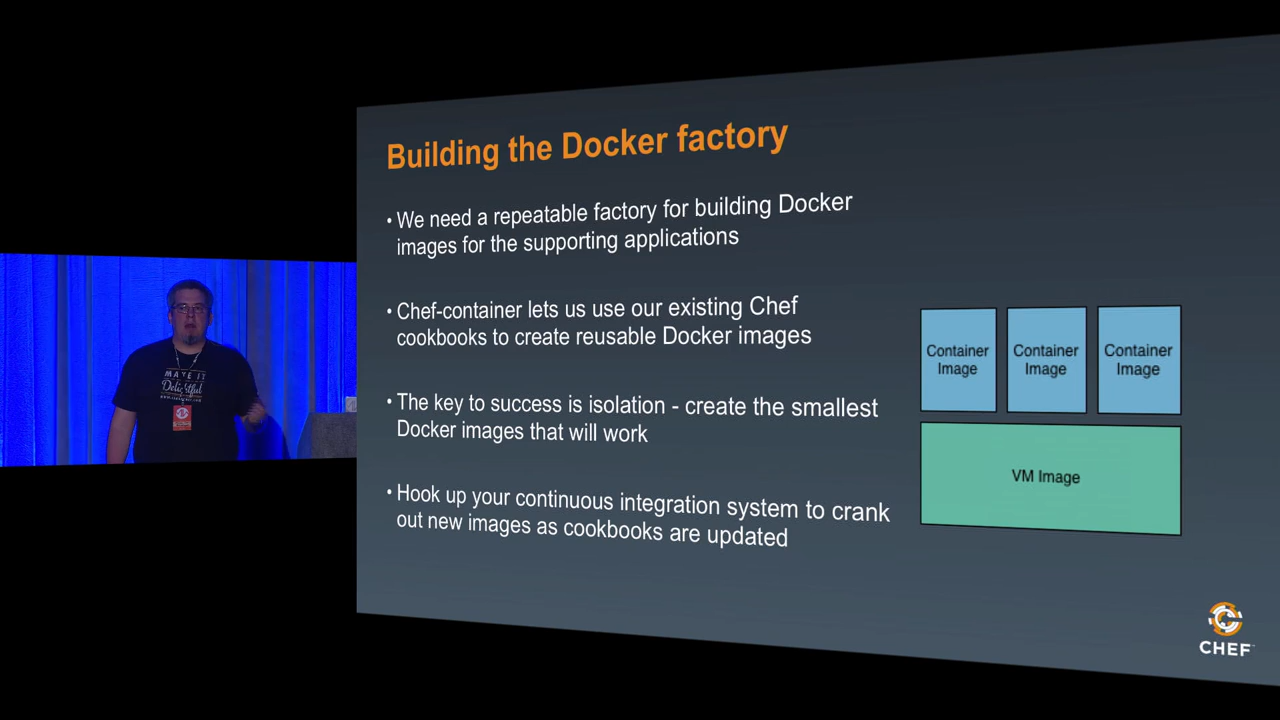 Building the Docker factory
• We need a repeatable factory for building Docker
images for the supporting applications
• Chef-container lets us use our existing Chef
cookbooks to create reusable Docker images
• The key to success is isolation - create the smallest
Docker images that will work
• Hook up your continuous integration system to crank
out new images as cookbooks are updated
Container
Image
Container
Image
Container
Image
VM Image
CHEF
MAKE IT
Delightful